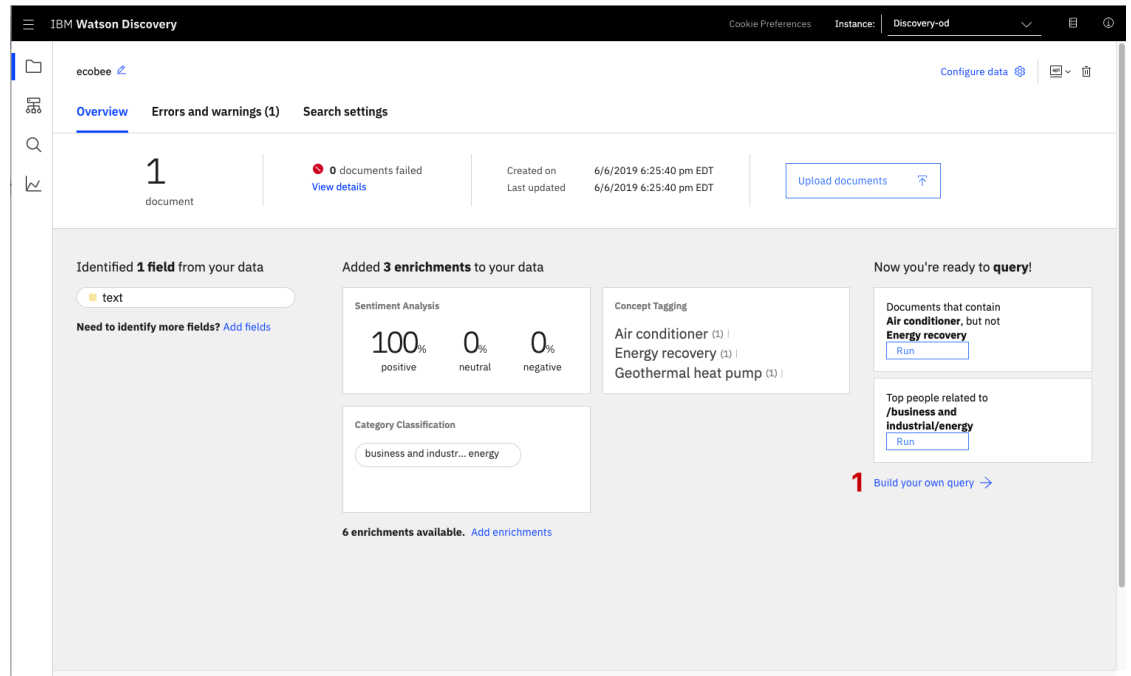 IBM Watson Discovery
Cookie Preferences
Instance:
Discovery-od
ecobee
Configure data
api
Overview
Errors and warnings (1)
Search settings
1
document
0 documents failed
View details
Created on 6/6/2019 6:25:40 pm EDT
Last updated 6/6/2019 6:25:40 pm EDT
Upload documents
Identified 1 field from your data
text
Need to identify more fields? Add fields
Added 3 enrichments to your data
Sentiment Analysis
100% 0% 0%
positive neutral negative
Concept Tagging
Air conditioner (1)
Energy recovery (1)
Geothermal heat pump (1)
Category Classification
business and industr... energy
6 enrichments available. Add enrichments
Now you're ready to query!
Documents that contain
Air conditioner, but not
Energy recovery
Run
Top people related to
/business and
industrial/energy
Run
1 Build your own query